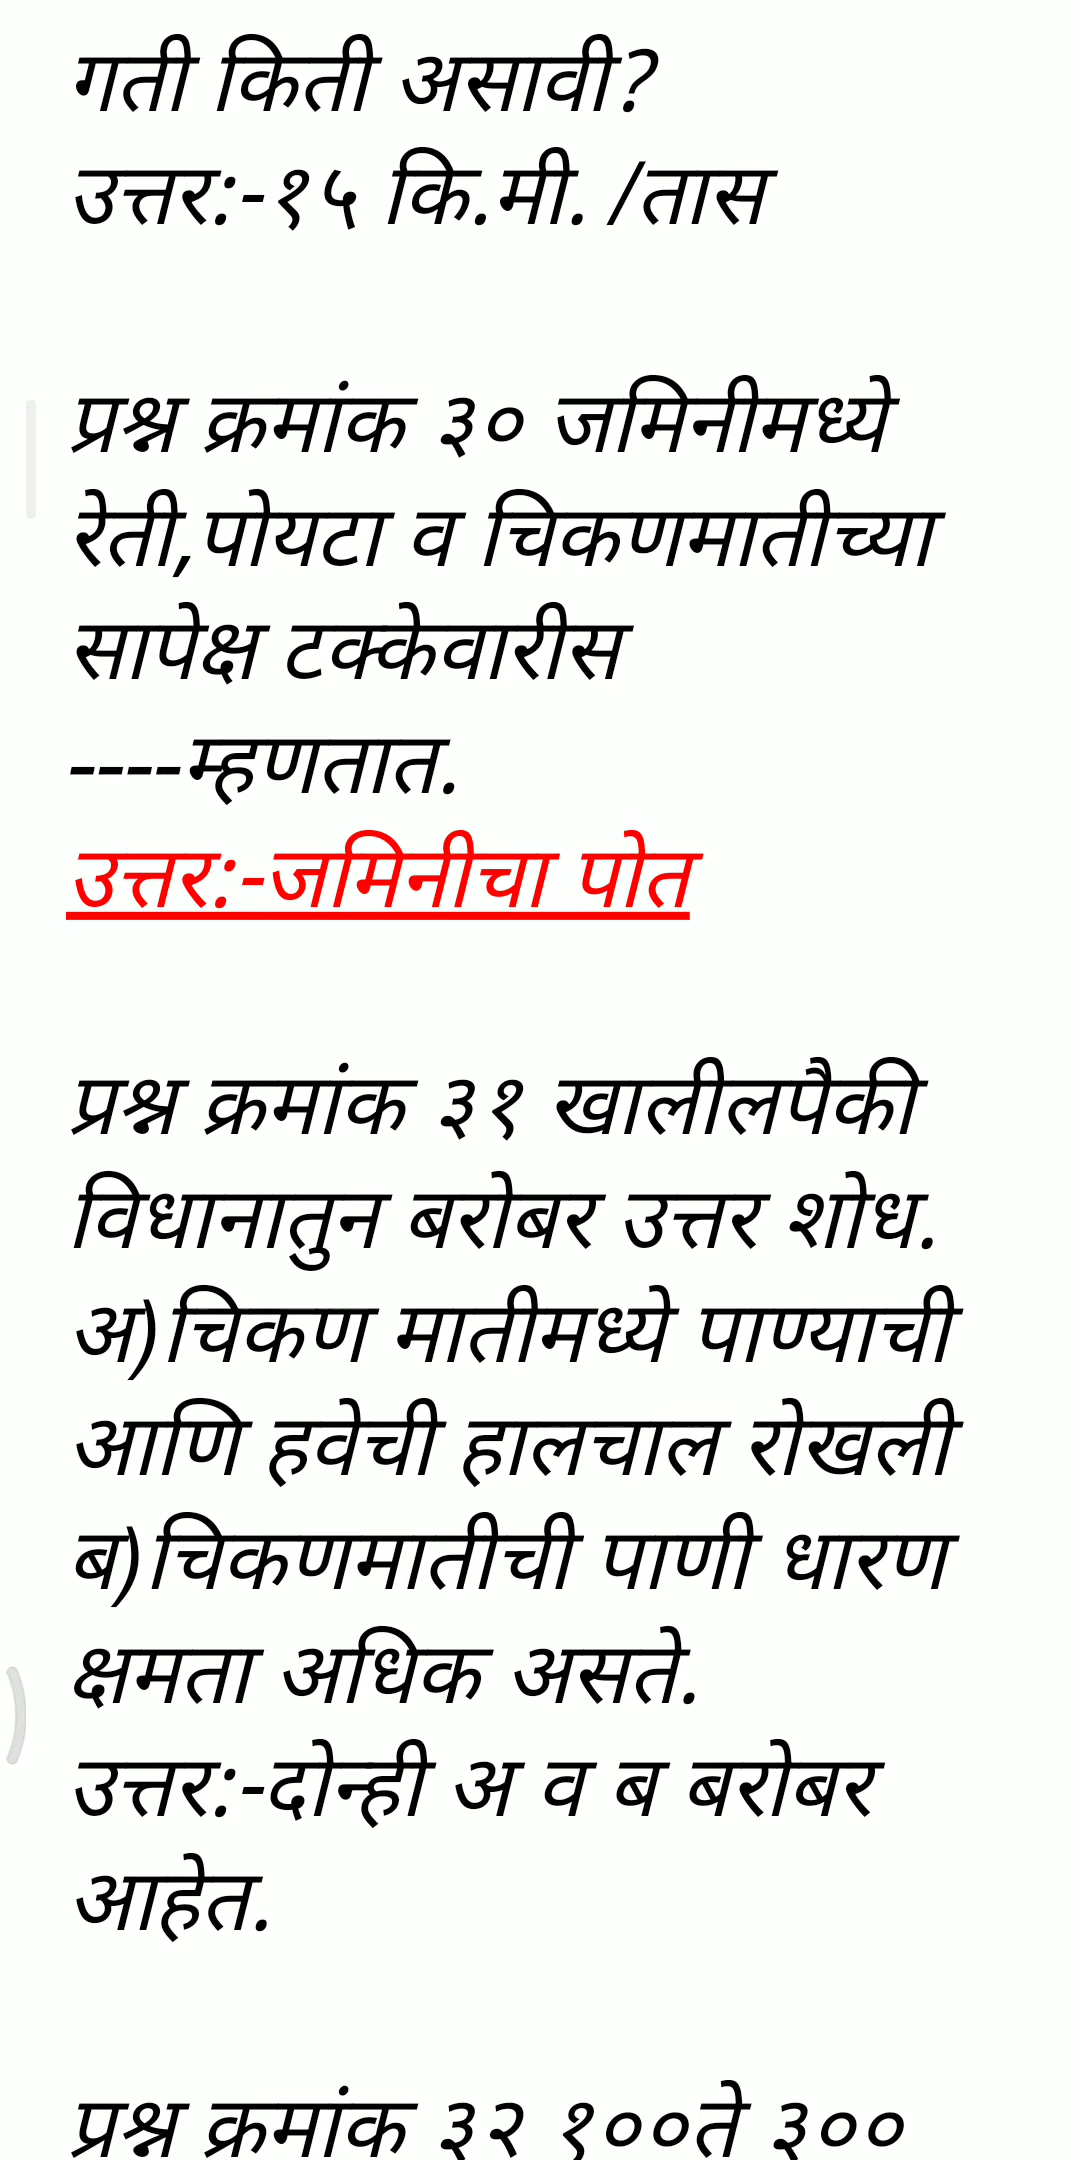 गती किती असावी?
उत्तर:-१५ कि.मी. /तास
प्रश्न क्रमांक ३० जमिनीमध्ये
रेती,पोयटा व चिकणमातीच्या
सापेक्ष टक्केवारीस
----म्हणतात.
उत्तर:-जमिनीचा पोत
प्रश्न क्रमांक ३१ खालीलपैकी
विधानातुन बरोबर उत्तर शोध.
अ)चिकण मातीमध्ये पाण्याची
आणि हवेची हालचाल रोखली
ब)चिकणमातीची पाणी धारण
क्षमता अधिक असते.
उत्तर:-दोन्ही अ व ब बरोबर
आहेत.
प्रश्न क्रमांक ३२ १००ते ३००